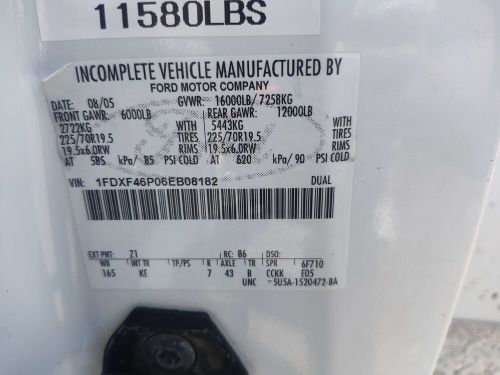 11580LBS
INCOMPLETE VEHICLE MANUFACTURED BY
FORD MOTOR COMPANY
DATE: 08/05 GVWR: 16000LB/ 7258KG
FRONT GAWR: 6000LB REAR GAWR: 12000LB
2722KG WITH 5443KG WITH
225/70R19.5 TIRES 225/70R19.5 TIRES
19.5x6.0RW RIMS 19.5x6.0RW RIMS
AT 585 kPa/ 85 PSI COLD AT 620 kPa/ 90 PSI COLD
VIN: 1FDXF46P06EB08182 DUAL
EXT PNT: Z1 RC: 86 DSO:
WB INT TR TP/PS R AXLE TR SPR 6F710
165 KE 7 43 B CCKK E05
UNC 5U5A-1520472-BA